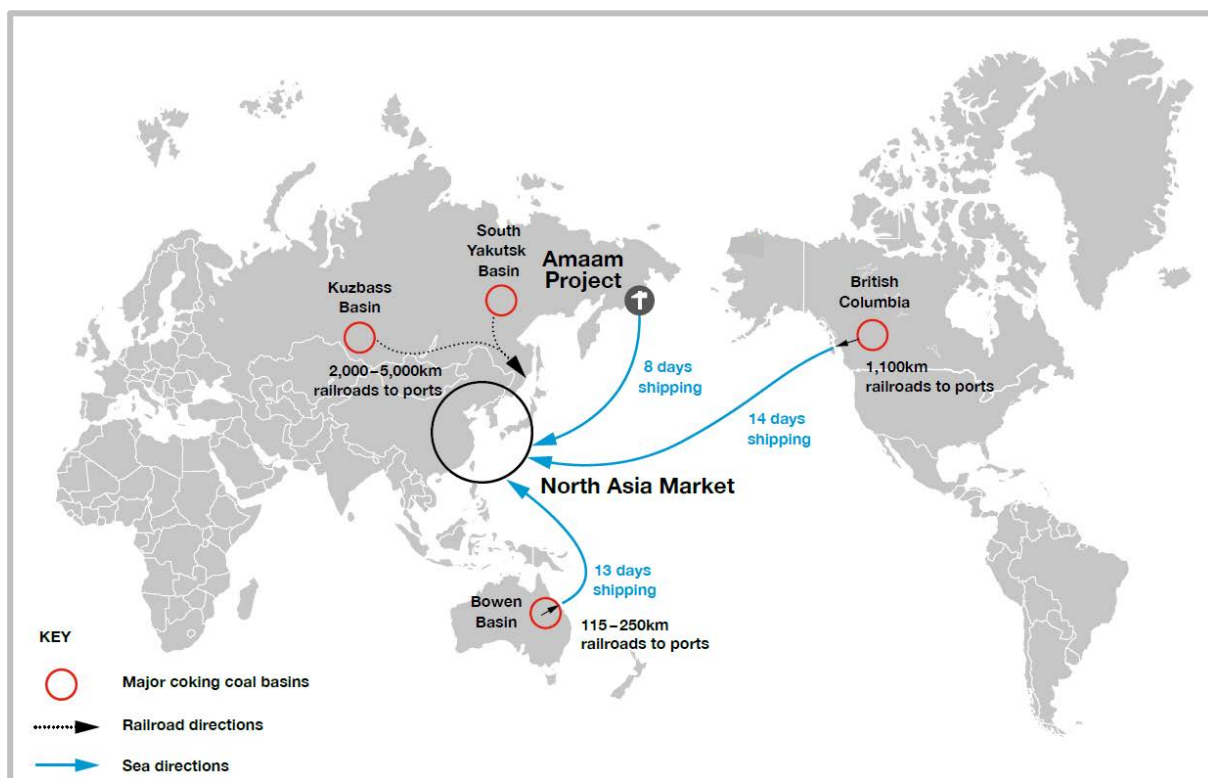 South
Yakutsk
Basin
Amaam
Project
Kuzbass
Basin
British
Columbia
2,000–5,000km
railroads to ports
8 days
shipping
1,100km
railroads to ports
14 days
shipping
North Asia Market
13 days
shipping
Bowen
Basin
115–250km
railroads to ports
KEY
Major coking coal basins
Railroad directions
Sea directions